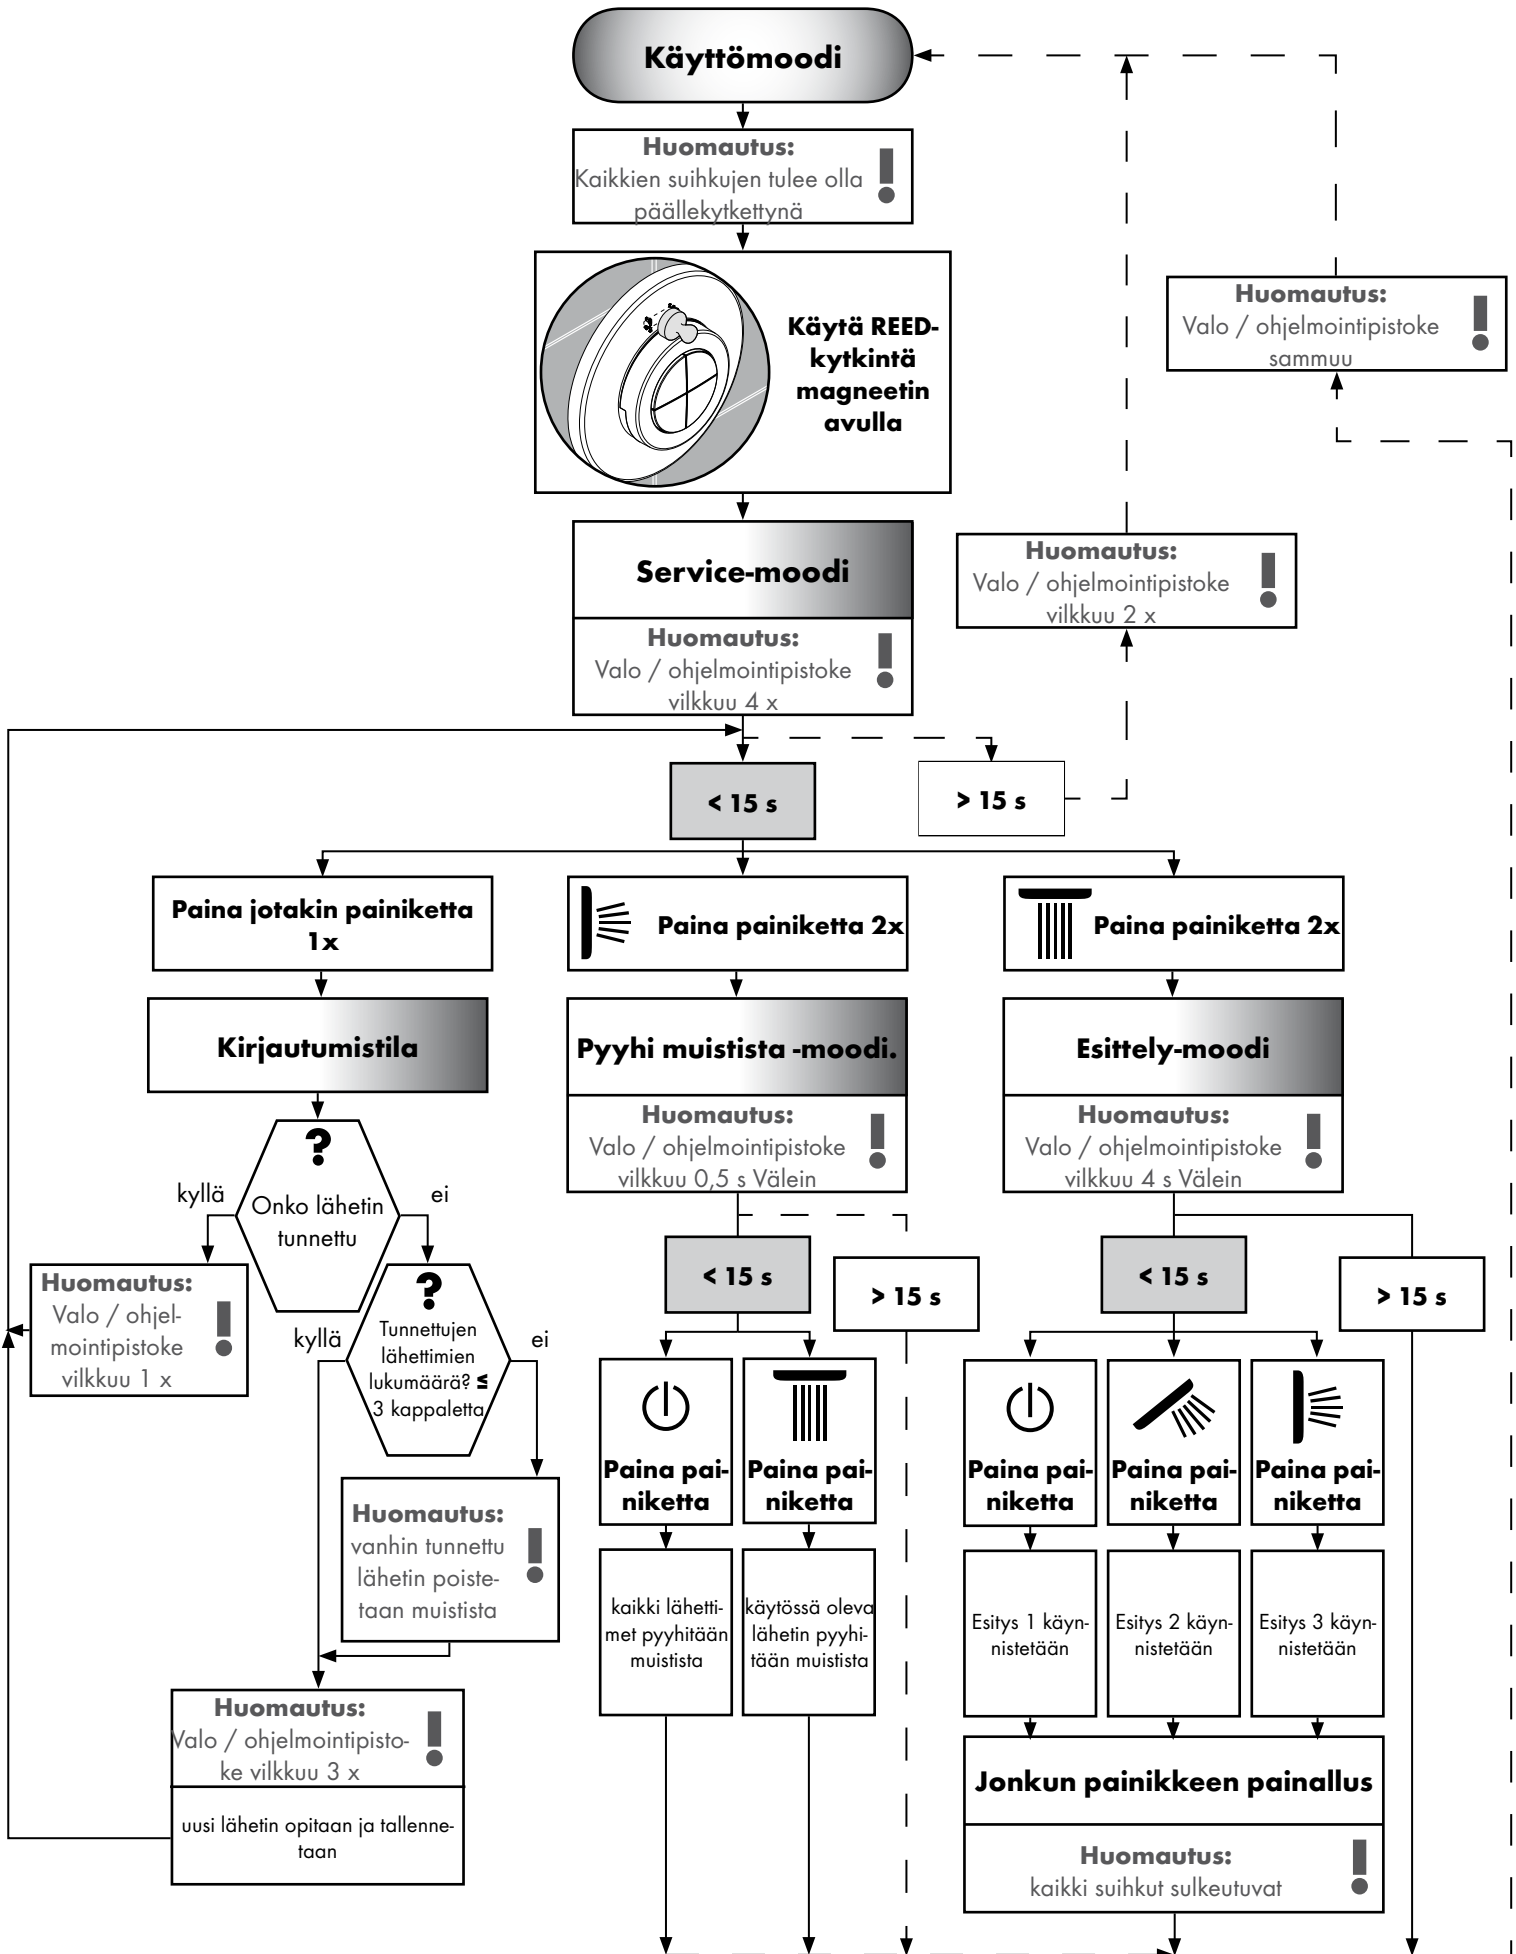 Käyttömoodi
Huomautus:
Kaikkien suihkujen tulee olla
päällekytkettynä
Käytä REED-
kytkintä
magneetin
avulla
Huomautus:
Valo / ohjelmointipistoke
sammuu
Service-moodi
Huomautus:
Valo / ohjelmointipistoke
vilkkuu 4 x
Huomautus:
Valo / ohjelmointipistoke
vilkkuu 2 x
< 15 s
> 15 s
Paina jotakin painiketta
1x
Paina painiketta 2x
Paina painiketta 2x
Kirjautumistila
Pyyhi muistista -moodi.
Huomautus:
Valo / ohjelmointipistoke
vilkkuu 0,5 s Välein
Esittely-moodi
Huomautus:
Valo / ohjelmointipistoke
vilkkuu 4 s Välein
?
Onko lähetin
tunnettu
kyllä
ei
Huomautus:
Valo / ohjel-
mointipistoke
vilkkuu 1 x
?
Tunnettujen
lähettimien
lukumäärä? ≤
3 kappaletta
kyllä
ei
Huomautus:
vanhin tunnettu
lähetin poiste-
taan muistista
Huomautus:
Valo / ohjelmointipisto-
ke vilkkuu 3 x
uusi lähetin opitaan ja tallenne-
taan
< 15 s
> 15 s
Paina pai-
niketta
Paina pai-
niketta
kaikki lähetti-
met pyyhitään
muistista
käytössä oleva
lähetin pyyhi-
tään muistista
< 15 s
> 15 s
Paina pai-
niketta
Paina pai-
niketta
Paina pai-
niketta
Esitys 1 käyn-
nistetään
Esitys 2 käyn-
nistetään
Esitys 3 käyn-
nistetään
Jonkun painikkeen painallus
Huomautus:
kaikki suihkut sulkeutuvat